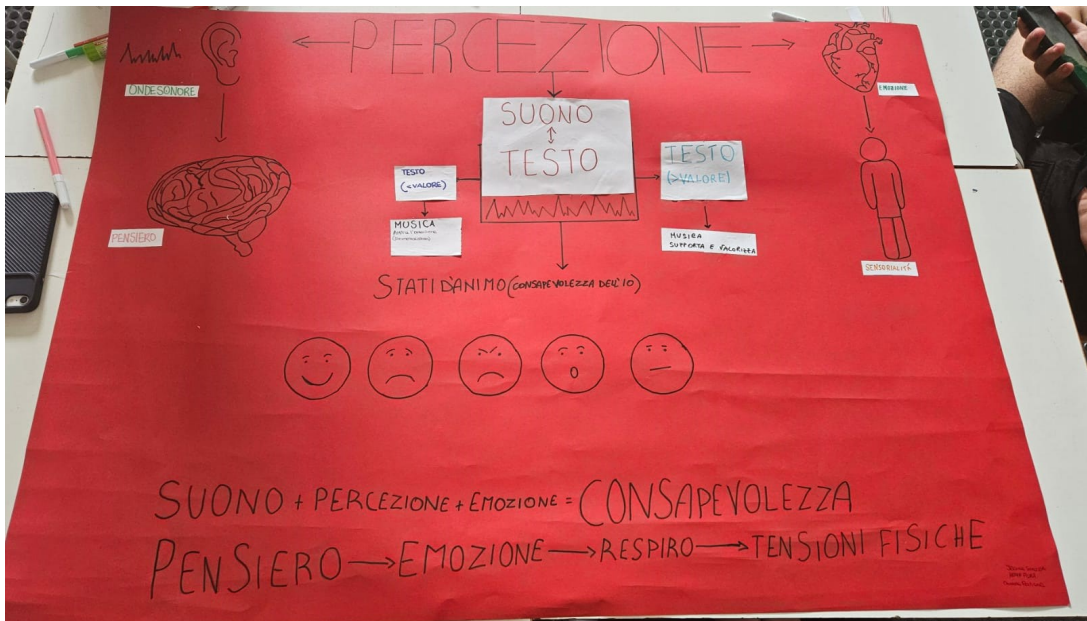 PERCEZIONE
ONDE SONORE
EMOZIONE
SUONO
TESTO
TESTO
(<VALORE)
TESTO
(>VALORE)
MUSICA
MUSICA
SUPPORTA E VALORIZZA
PENSIERO
SENSORIALITÀ
STATI D'ANIMO (CONSAPEVOLEZZA DELL'IO)
SUONO + PERCEZIONE + EMOZIONE = CONSAPEVOLEZZA
PENSIERO → EMOZIONE → RESPIRO → TENSIONI FISICHE